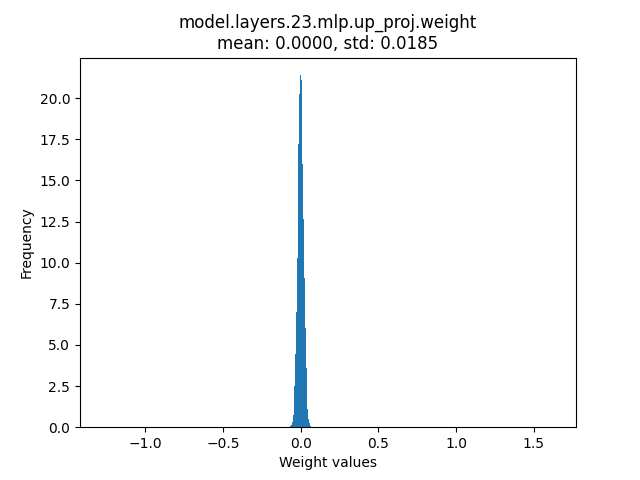 model.layers.23.mlp.up_proj.weight
mean: 0.0000, std: 0.0185
20.0
17.5
15.0
12.5
10.0
7.5
5.0
2.5
0.0
Frequency
−1.0 −0.5 0.0 0.5 1.0 1.5
Weight values